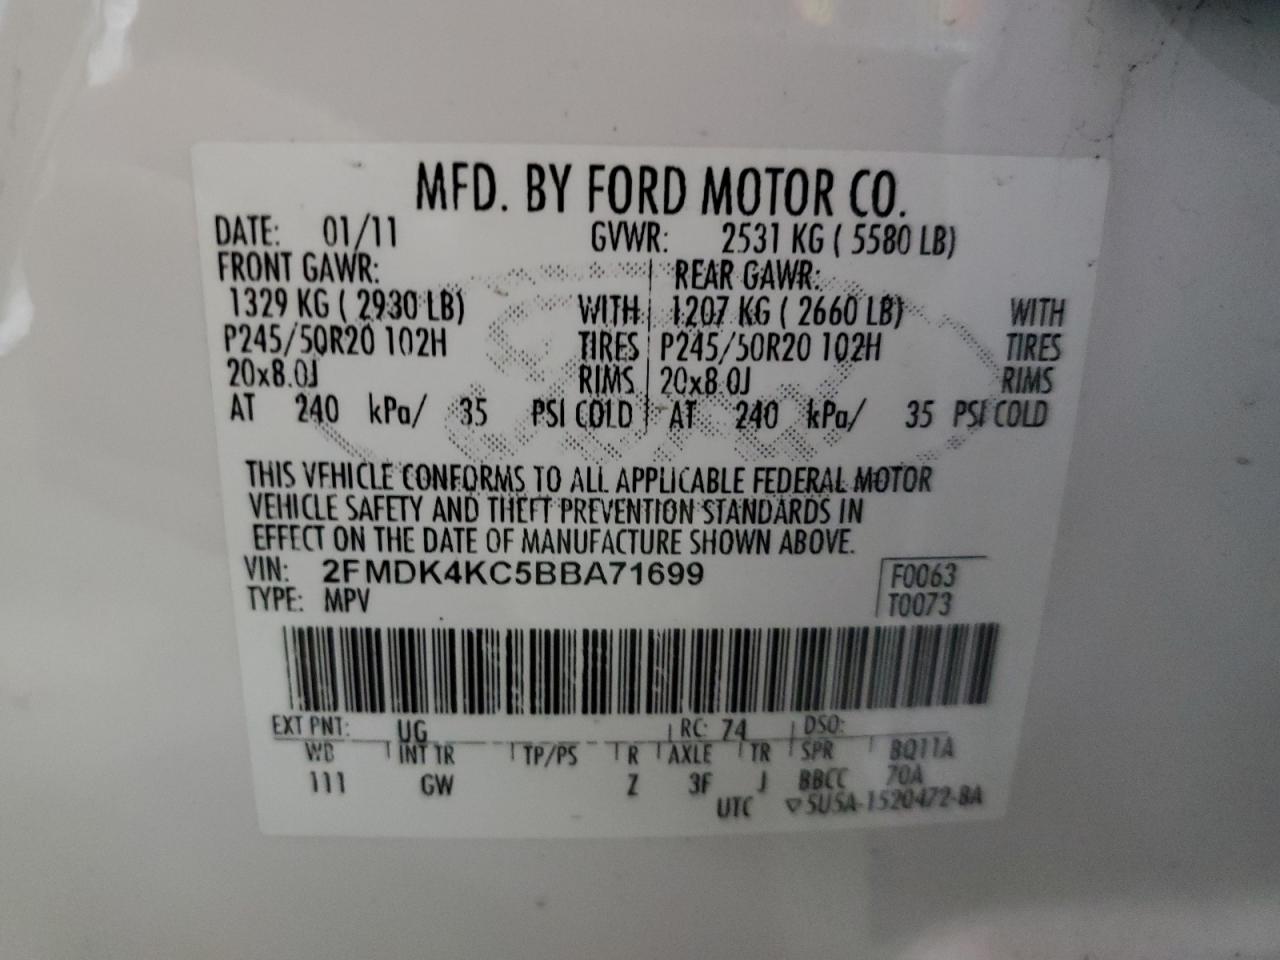 MFD. BY FORD MOTOR CO.
DATE: 01/11 GVWR: 2531 KG ( 5580 LB)
FRONT GAWR: REAR GAWR:
1329 KG ( 2930 LB) WITH 1207 KG ( 2660 LB) WITH
P245/50R20 102H TIRES P245/50R20 102H TIRES
20x8.0J RIMS 20x8.0J RIMS
AT 240 kPa/ 35 PSI COLD AT 240 kPa/ 35 PSI COLD
THIS VEHICLE CONFORMS TO ALL APPLICABLE FEDERAL MOTOR
VEHICLE SAFETY AND THEFT PREVENTION STANDARDS IN
EFFECT ON THE DATE OF MANUFACTURE SHOWN ABOVE.
VIN: 2FMDK4KC5BBA71699 F0063
TYPE: MPV T0073
EXT PNT: UG RC: 74 DSO:
WB INT TR TP/PS R AXLE TR SPR BQ11A
111 GW Z 3F J BBCC 70A
UTC ▽5U5A-1520472-BA